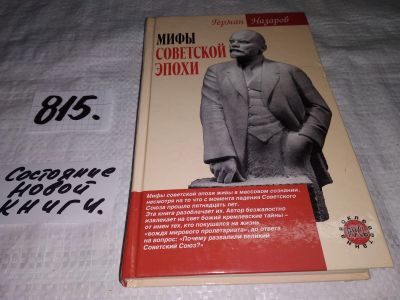 Герман Назаров
МИФЫ
СОВЕТСКОЙ
ЭПОХИ
815.
Состояние
новой
книги.
Мифы советской эпохи живы в массовом сознании,
несмотря на то что с момента падения Советского
Союза прошло пятнадцать лет.
Эта книга разоблачает их. Автор безжалостно
извлекает на свет божий кремлевские тайны –
от имен тех, кто покушался на жизнь
«вождя мирового пролетариата», до ответа
на вопрос: «Почему развалили великий
Советский Союз?»